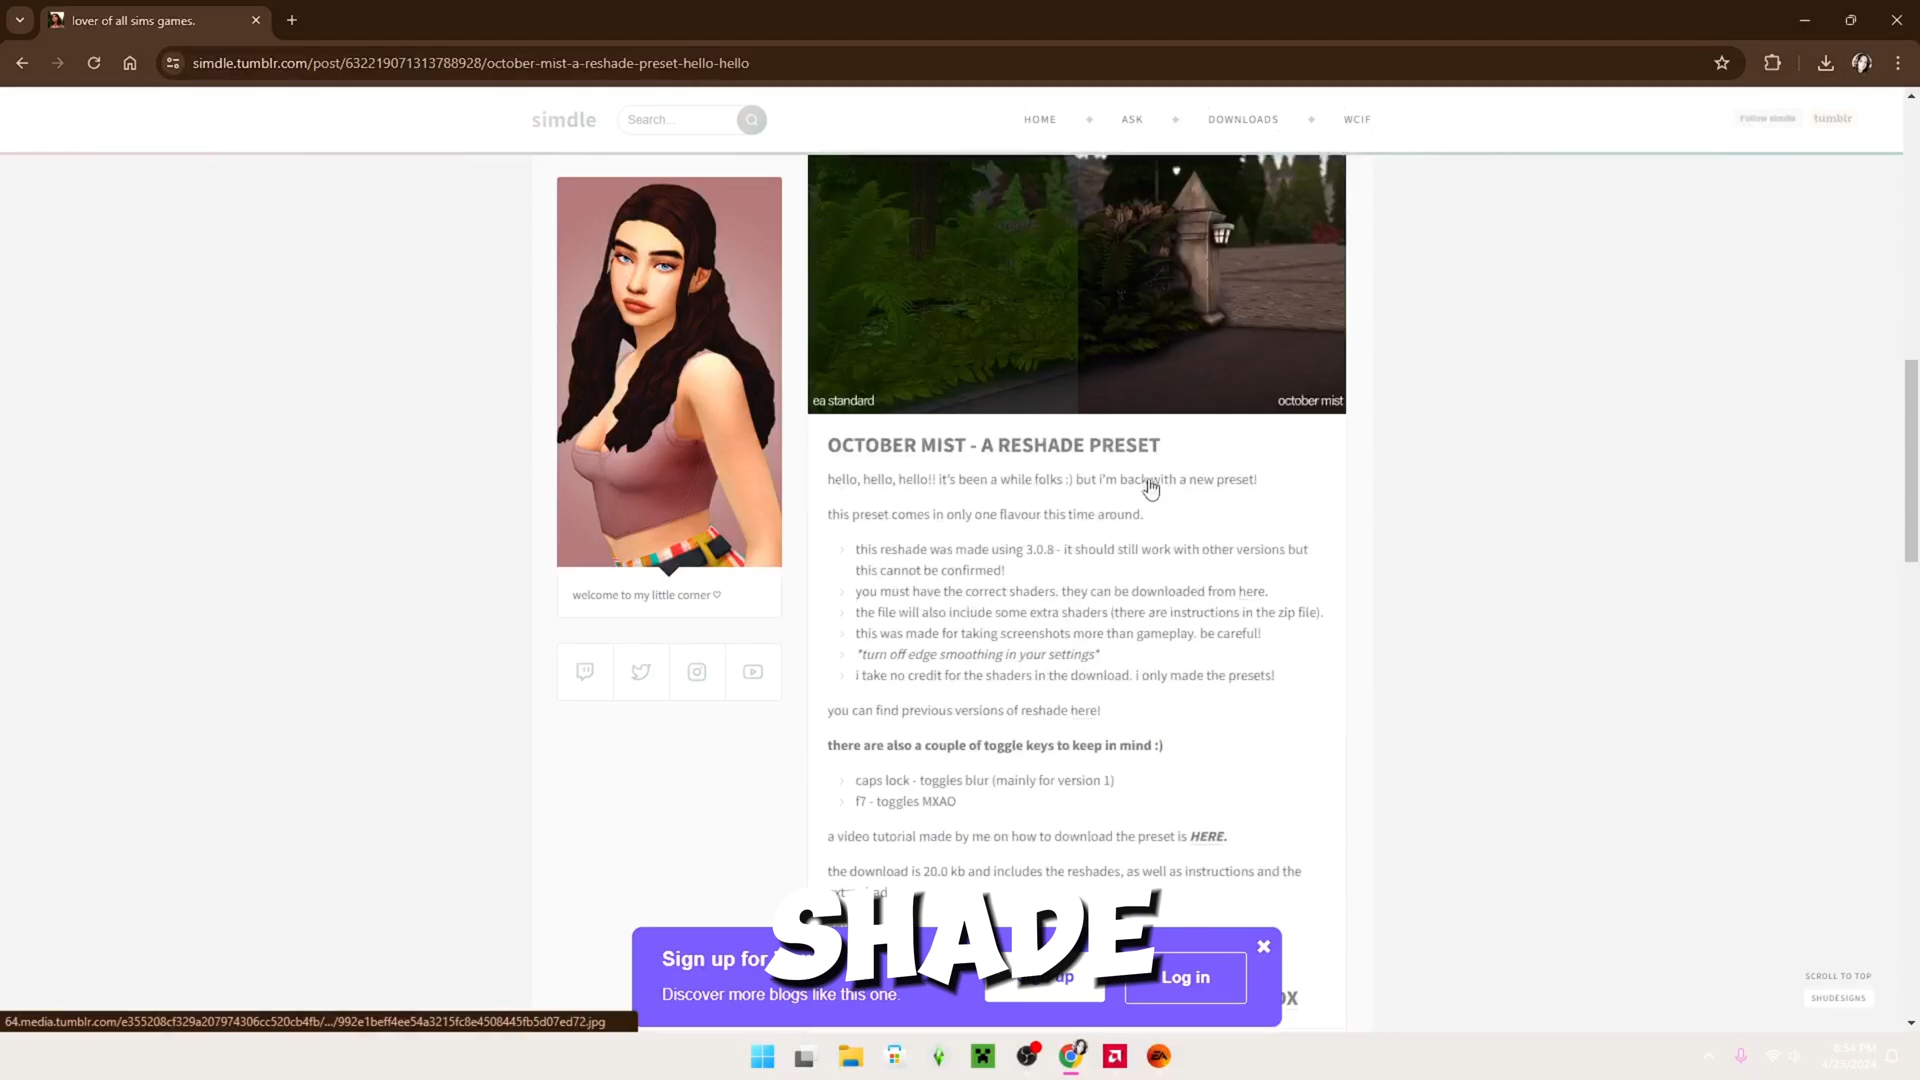 lover of all sims games.
simdle.tumblr.com/post/632219071313788928/october-mist-a-reshade-preset-hello-hello
simdle
Search...
HOME
ASK
DOWNLOADS
WCIF
Follow simdle
tumblr
ea standard
october mist
OCTOBER MIST - A RESHADE PRESET
hello, hello, hello!! it's been a while folks :) but i'm back with a new preset!
this preset comes in only one flavour this time around.
this reshade was made using 3.0.8 - it should still work with other versions but
this cannot be confirmed!
you must have the correct shaders. they can be downloaded from here.
the file will also include some extra shaders (there are instructions in the zip file).
this was made for taking screenshots more than gameplay. be careful!
*turn off edge smoothing in your settings*
i take no credit for the shaders in the download. i only made the presets!
welcome to my little corner ♡
you can find previous versions of reshade here!
there are also a couple of toggle keys to keep in mind :)
caps lock - toggles blur (mainly for version 1)
f7 - toggles MXAO
a video tutorial made by me on how to download the preset is HERE.
the download is 20.0 kb and includes the reshades, as well as instructions and the
SHADE
Sign up for
Discover more blogs like this one.
up
Log in
SCROLL TO TOP
SHUDESIGNS
64.media.tumblr.com/e355208cf329a207974306cc520cb4fb/.../992e1beff4ee54a3215fc8e4508445fb5d07ed72.jpg
EA
6:54 PM
4/25/2024